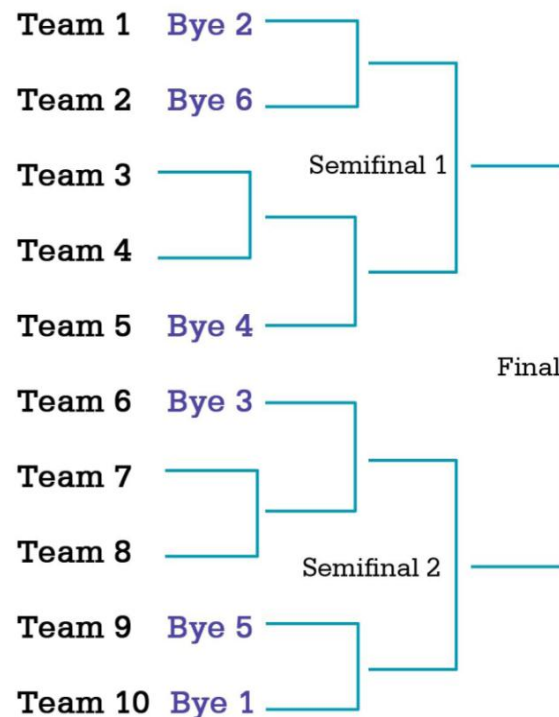 Team 1 Bye 2
Team 2 Bye 6
Team 3
Semifinal 1
Team 4
Team 5 Bye 4
Final
Team 6 Bye 3
Team 7
Team 8
Semifinal 2
Team 9 Bye 5
Team 10 Bye 1